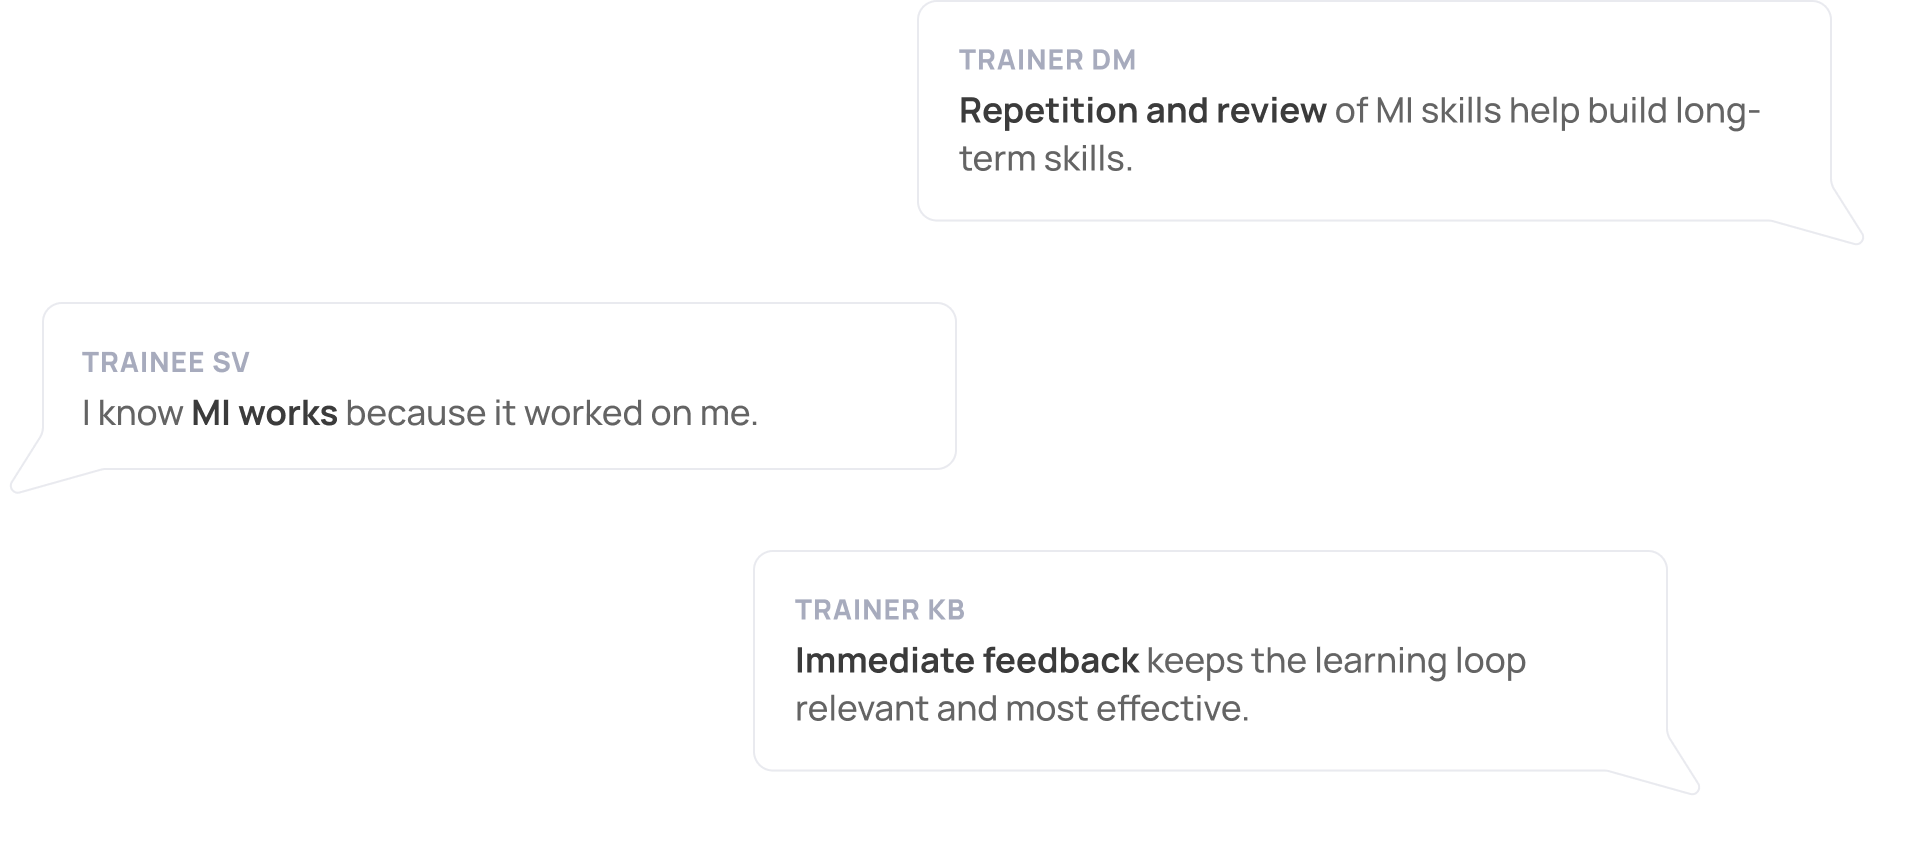 TRAINER DM
Repetition and review of MI skills help build long-
term skills.
TRAINEE SV
I know MI works because it worked on me.
TRAINER KB
Immediate feedback keeps the learning loop
relevant and most effective.